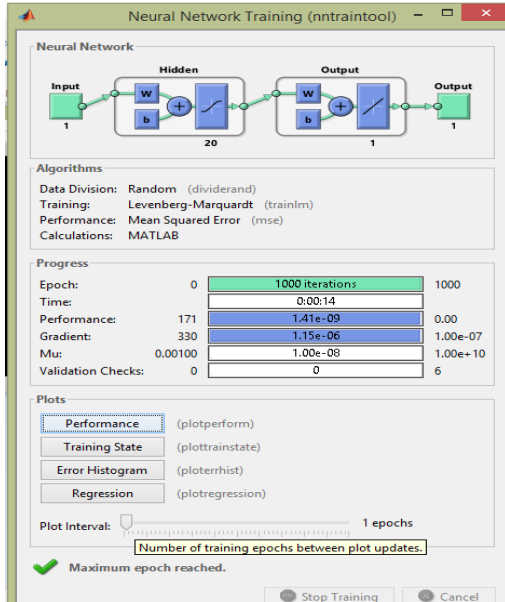 Neural Network Training (nntraintool)
Neural Network
Hidden
Output
Input
W
b
+
W
b
+
Output
1
20
1
1
Algorithms
Data Division: Random (dividerand)
Training: Levenberg-Marquardt (trainlm)
Performance: Mean Squared Error (mse)
Calculations: MATLAB
Progress
Epoch: 0 1000 iterations 1000
Time: 0:00:14
Performance: 171 1.41e-09 0.00
Gradient: 330 1.15e-06 1.00e-07
Mu: 0.00100 1.00e-08 1.00e+10
Validation Checks: 0 0 6
Plots
Performance (plotperform)
Training State (plottrainstate)
Error Histogram (ploterrhist)
Regression (plotregression)
Plot Interval: 1 epochs
Number of training epochs between plot updates.
Maximum epoch reached.
Stop Training Cancel